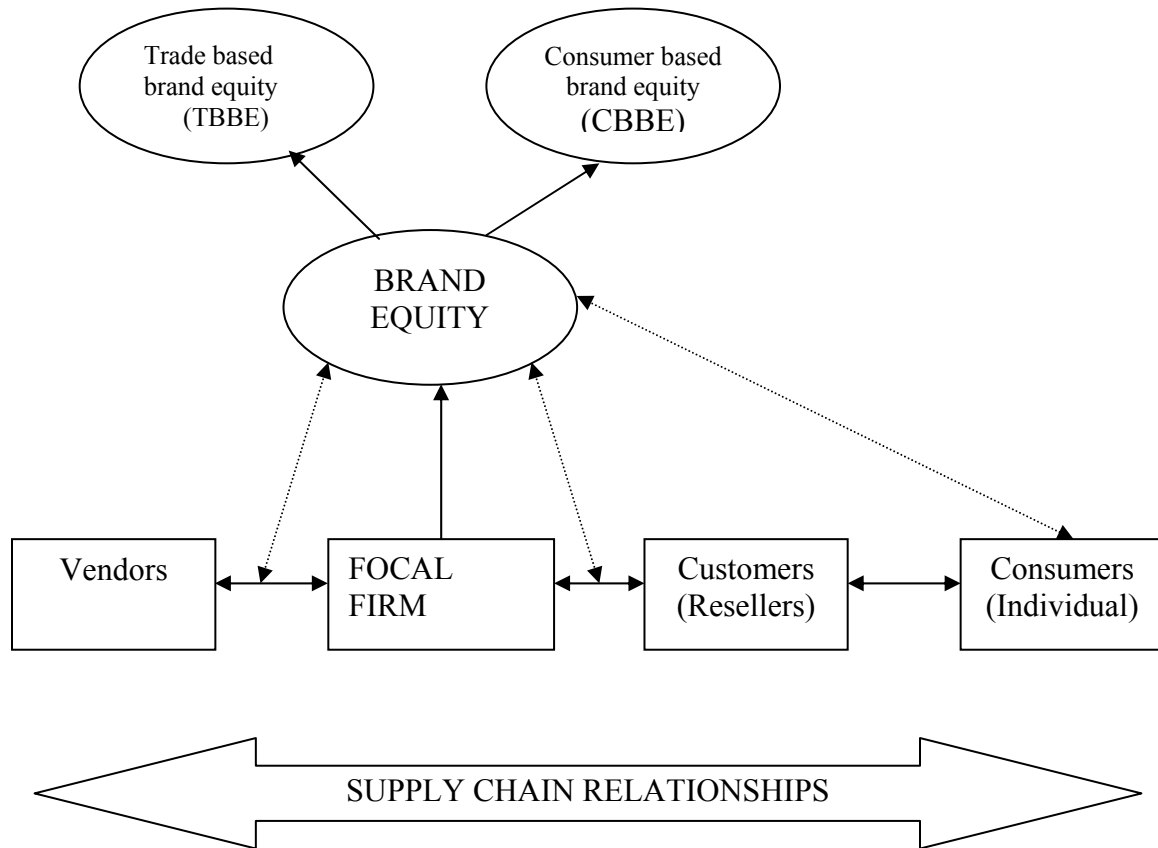 Trade based
brand equity
(TBBE)
Consumer based
brand equity
(CBBE)
BRAND
EQUITY
Vendors
FOCAL
FIRM
Customers
(Resellers)
Consumers
(Individual)
SUPPLY CHAIN RELATIONSHIPS